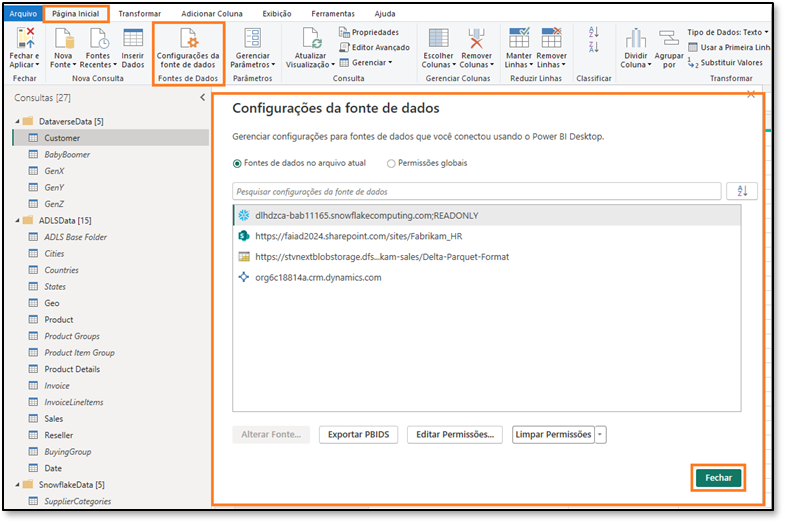 Arquivo Página Inicial Transformar Adicionar Coluna Exibição Ferramentas Ajuda
Fechar e Aplicar
Fechar
Nova Fonte
Fontes Recentes
Inserir Dados
Nova Consulta
Configurações da fonte de dados
Fontes de Dados
Gerenciar Parâmetros
Parâmetros
Atualizar Visualização
Propriedades
Editor Avançado
Gerenciar
Consulta
Escolher Colunas
Remover Colunas
Gerenciar Colunas
Manter Linhas
Remover Linhas
Reduzir Linhas
Classificar
Dividir Coluna
Agrupar por
Tipo de Dados: Texto
Usar a Primeira Linh
Substituir Valores
Transformar
Consultas [27]
DataverseData [5]
Customer
BabyBoomer
GenX
GenY
GenZ
ADLSData [15]
ADLS Base Folder
Cities
Countries
States
Geo
Product
Product Groups
Product Item Group
Product Details
Invoice
InvoiceLineItems
Sales
Reseller
BuyingGroup
Date
SnowflakeData [5]
SupplierCategories
Configurações da fonte de dados
Gerenciar configurações para fontes de dados que você conectou usando o Power BI Desktop.
Fontes de dados no arquivo atual Permissões globais
Pesquisar configurações da fonte de dados
dlhdzca-bab11165.snowflakecomputing.com;READONLY
https://faiad2024.sharepoint.com/sites/Fabrikam_HR
https://stvnextblobstorage.dfs...kam-sales/Delta-Parquet-Format
org6c18814a.crm.dynamics.com
Alterar Fonte... Exportar PBIDS Editar Permissões... Limpar Permissões
Fechar